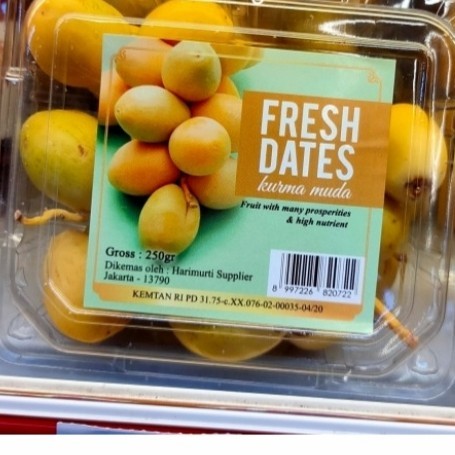 FRESH
DATES
kurma muda
Fruit with many prosperities
& high nutrient
Gross : 250gr
Dikemas oleh : Harimurti Supplier
Jakarta - 13790
8 997226 820722
KEMTAN RI PD 31.75-c.XX.076-02-00035-04/20